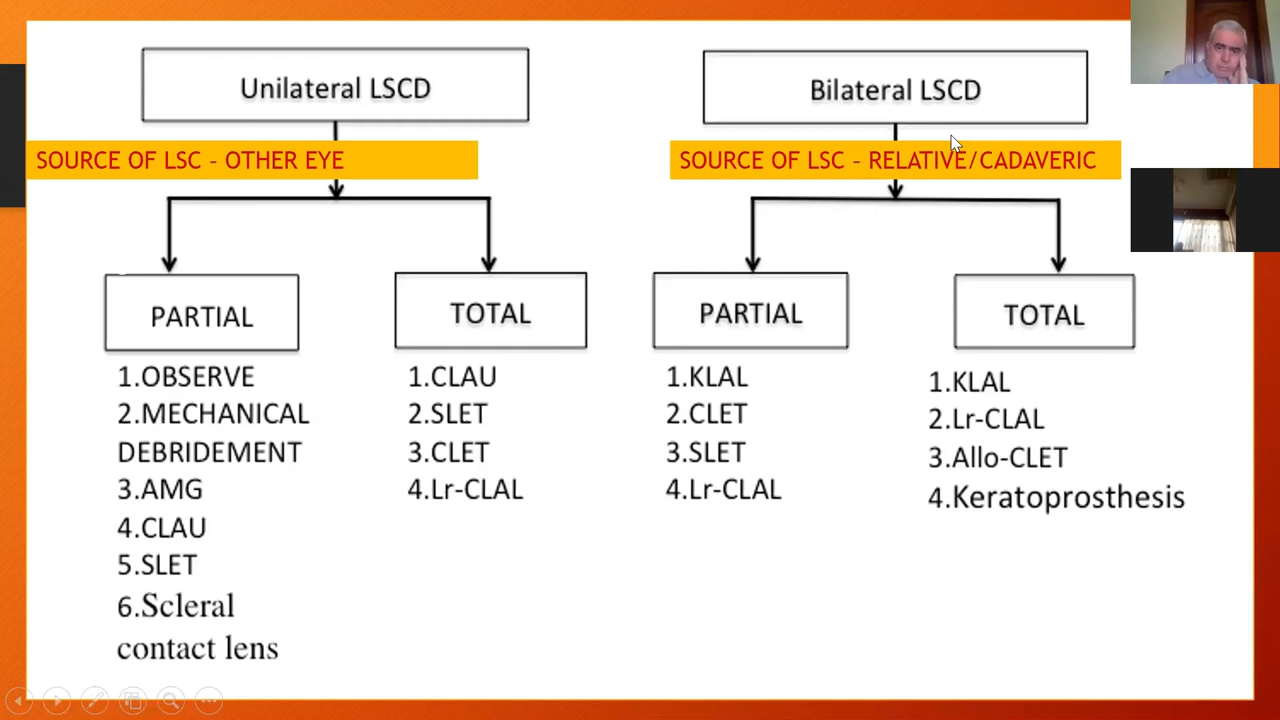 Unilateral LSCD
SOURCE OF LSC - OTHER EYE
PARTIAL
1.OBSERVE
2.MECHANICAL
DEBRIDEMENT
3.AMG
4.CLAU
5.SLET
6.Scleral
contact lens
TOTAL
1.CLAU
2.SLET
3.CLET
4.Lr-CLAL
Bilateral LSCD
SOURCE OF LSC - RELATIVE/CADAVERIC
PARTIAL
1.KLAL
2.CLET
3.SLET
4.Lr-CLAL
TOTAL
1.KLAL
2.Lr-CLAL
3.Allo-CLET
4.Keratoprosthesis